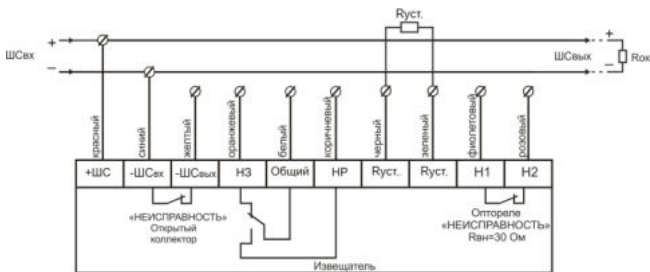 Rуст.
ШСвх + ШСвых + Rок
− −
красный синий желтый оранжевый белый коричневый черный зеленый фиолетовый розовый
+ШС -ШСвх -ШСвых НЗ Общий НР Rуст.. Rуст. Н1 Н2
«НЕИСПРАВНОСТЬ»
Открытый
коллектор
Оптореле
«НЕИСПРАВНОСТЬ»
Rвн=30 Ом
Извещатель